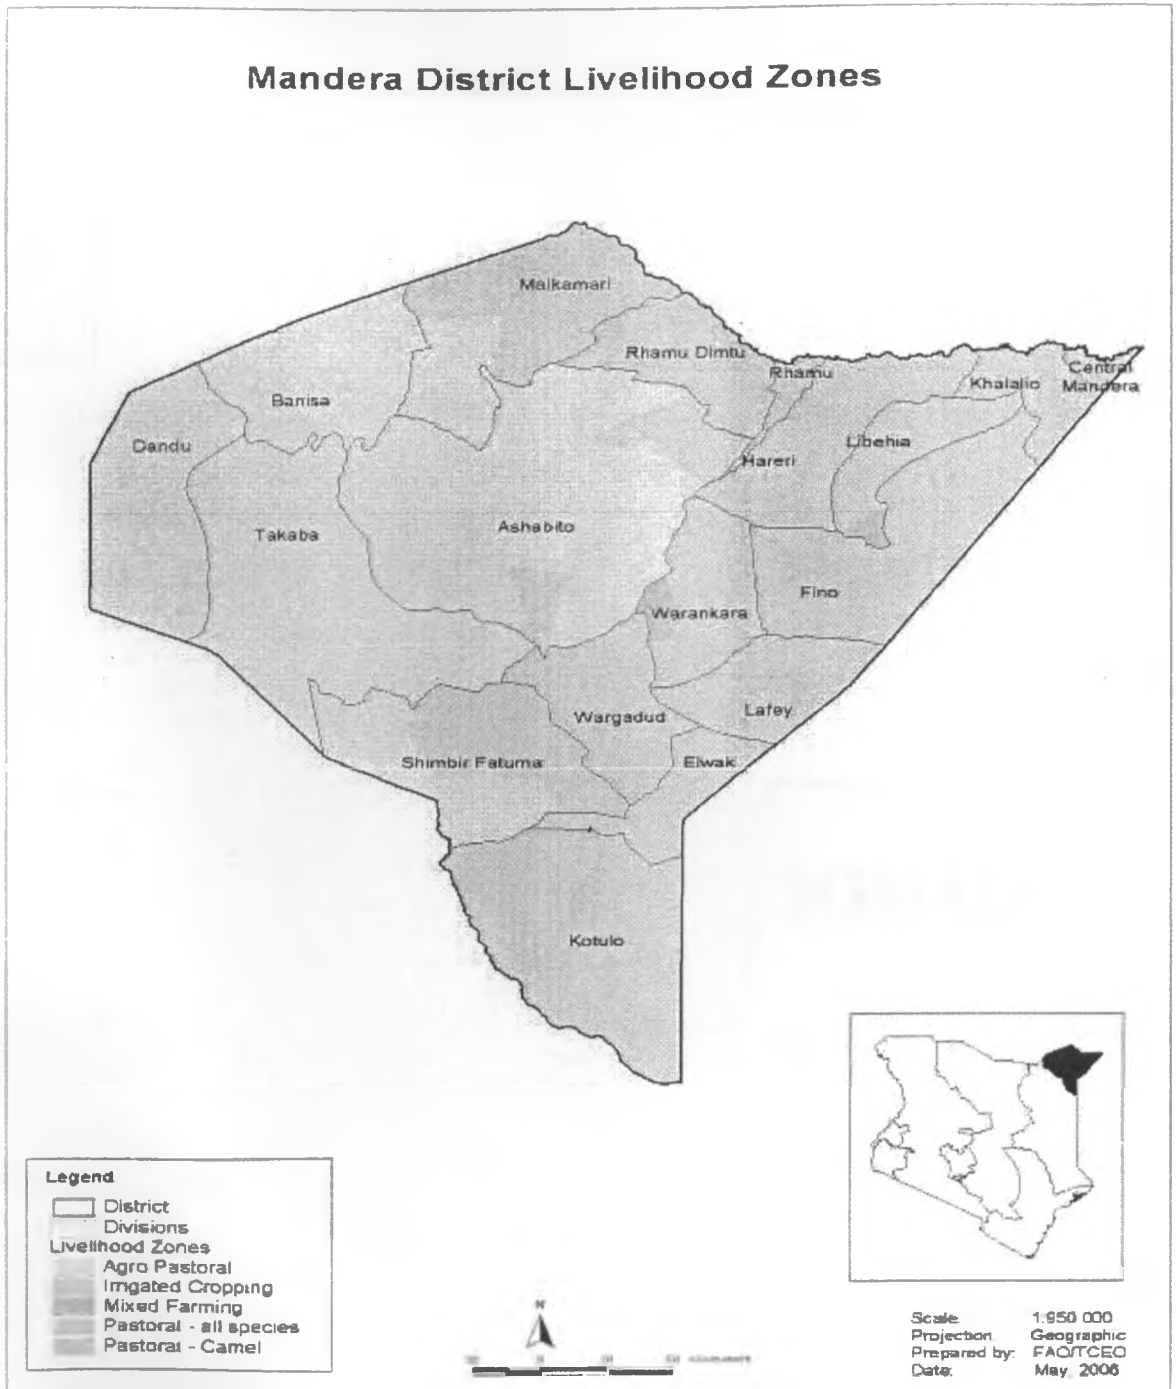 Mandera District Livelihood Zones
Malkamari
Rhamu Dimtu
Rhamu
Khalalio
Central
Mandera
Banisa
Dandu
Libehia
Hareri
Takaba
Ashabito
Fino
Warankara
Lafey
Wargadud
Shimbir Fatuma
Elwak
Kotulo
Legend
District
Divisions
Livelihood Zones
Agro Pastoral
Irrigated Cropping
Mixed Farming
Pastoral - all species
Pastoral - Camel
N
Scale: 1:950 000
Projection: Geographic
Prepared by: FAO/TCEO
Date: May, 2006